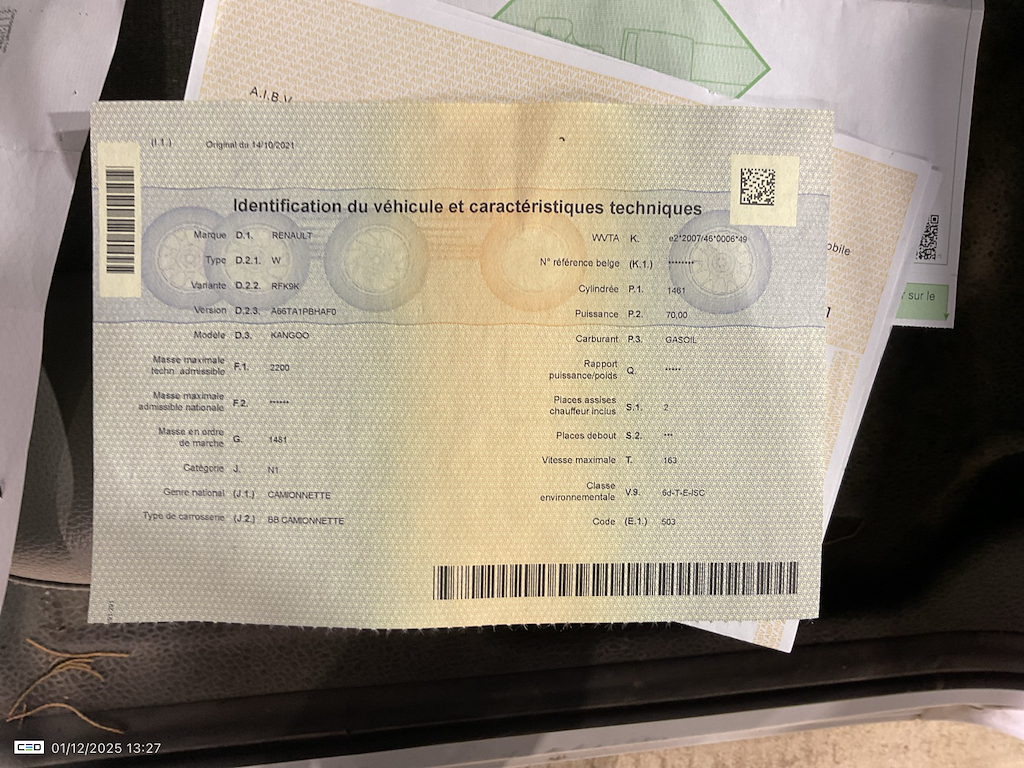 A.I.B.V
(I.1.) Original du 14/10/2021
Identification du véhicule et caractéristiques techniques
Marque D.1. RENAULT
Type D.2.1. W
Variante D.2.2. RFK9K
Version D.2.3. A66TA1PBHAF0
Modèle D.3. KANGOO
Masse maximale
techn. admissible F.1. 2200
Masse maximale
admissible nationale F.2. ******
Masse en ordre
de marche G. 1481
Catégorie J. N1
Genre national (J.1.) CAMIONNETTE
Type de carrosserie (J.2.) BB CAMIONNETTE
WVTA K. e2*2007/46*0006*49
N° référence belge (K.1.) ********
Cylindrée P.1. 1461
Puissance P.2. 70,00
Carburant P.3. GASOIL
Rapport
puissance/poids Q. *****
Places assises
chauffeur inclus S.1. 2
Places debout S.2. ***
Vitesse maximale T. 163
Classe
environnementale V.9. 6d-T-E-ISC
Code (E.1.) 503
obile
sur le
CEO 01/12/2025 13:27